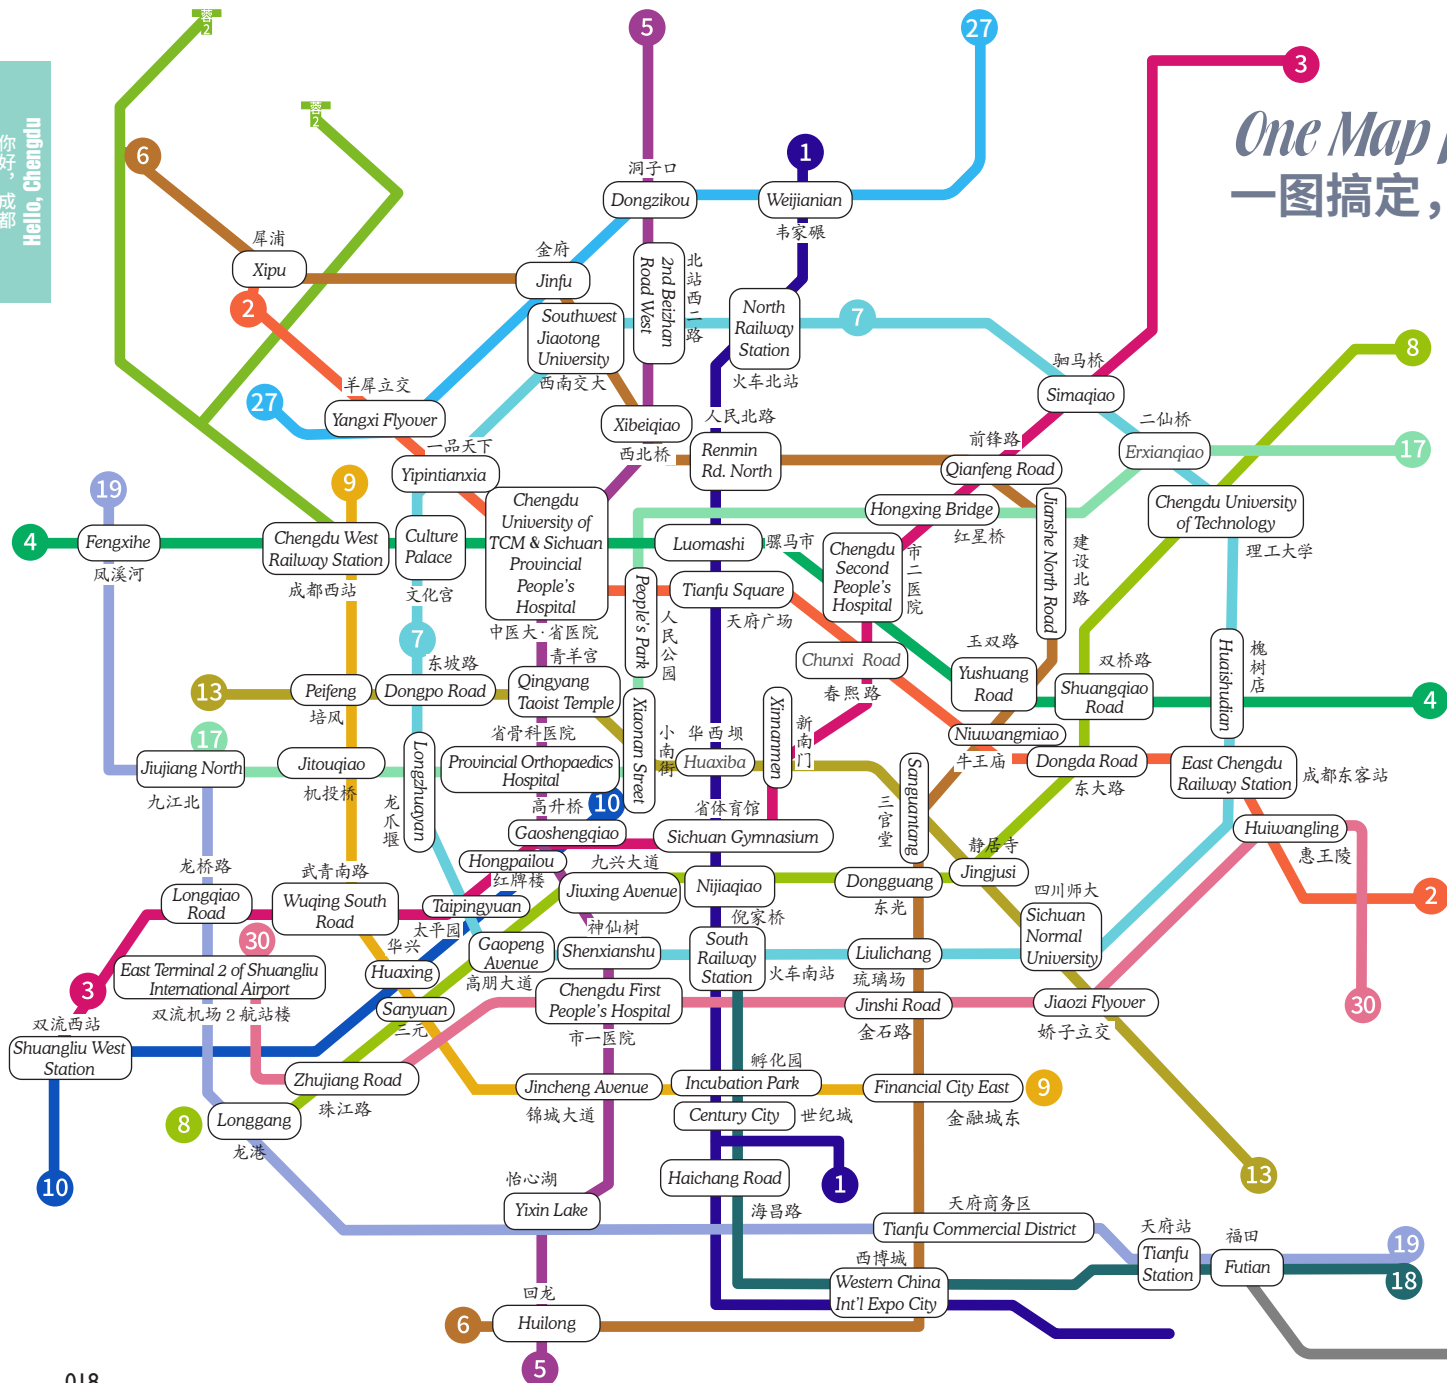 蓉2
蓉2
Hello, Chengdu
你好，成都
5
27
3
One Map
一图搞定，
1
6
洞子口
Dongzikou
Weijianian
韦家碾
犀浦
Xipu
金府
Jinfu
2nd Beizhan
Road West
北站西二路
2
Southwest
Jiaotong
University
西南交大
North
Railway
Station
火车北站
7
8
驷马桥
Simaqiao
羊犀立交
27
Yangxi Flyover
Xibeiqiao
西北桥
人民北路
Renmin
Rd. North
二仙桥
Erxianqiao
17
前锋路
Qianfeng Road
一品天下
Yipintianxia
19
9
Chengdu
University of
TCM & Sichuan
Provincial
People's
Hospital
中医大·省医院
Hongxing Bridge
红星桥
Jianshe North Road
建设北路
Chengdu University
of Technology
理工大学
4
Fengxihe
凤溪河
Chengdu West
Railway Station
成都西站
Culture
Palace
文化宫
Luomashi
骡马市
Chengdu
Second
People's
Hospital
市二医院
People's Park
人民公园
Tianfu Square
天府广场
7
东坡路
青羊宫
玉双路
双桥路
Huaishudian
槐树店
Chunxi Road
春熙路
13
Peifeng
培风
Dongpo Road
Qingyang
Taoist Temple
Yushuang
Road
Shuangqiao
Road
4
17
Xiaonan Street
小南街
华西坝
Huaxiba
Xinnanmen
新南门
Niuwangmiao
牛王庙
省骨科医院
Jiujiang North
九江北
Jitouqiao
机投桥
Longzhuayan
龙爪堰
Provincial Orthopaedics
Hospital
Sanguantang
三官堂
Dongda Road
东大路
East Chengdu
Railway Station
成都东客站
高升桥
10
省体育馆
Gaoshengqiao
Sichuan Gymnasium
Huiwangling
惠王陵
龙桥路
武青南路
Hongpailou
红牌楼
九兴大道
静居寺
Jingjusi
Longqiao
Road
Wuqing South
Road
Taipingyuan
太平园
Jiuxing Avenue
Nijiaqiao
倪家桥
Dongguang
东光
四川师大
Sichuan
Normal
University
2
30
华兴
Huaxing
Gaopeng
Avenue
高朋大道
神仙树
Shenxianshu
South
Railway
Station
火车南站
Liulichang
琉璃场
3
East Terminal 2 of Shuangliu
International Airport
双流机场2航站楼
Sanyuan
三元
Chengdu First
People's Hospital
市一医院
Jinshi Road
金石路
Jiaozi Flyover
娇子立交
30
双流西站
Shuangliu West
Station
Zhujiang Road
珠江路
Jincheng Avenue
锦城大道
孵化园
Incubation Park
Financial City East
金融城东
9
8
Longgang
龙港
Century City
世纪城
10
怡心湖
Yixin Lake
Haichang Road
海昌路
1
13
天府商务区
Tianfu Commercial District
天府站
Tianfu
Station
福田
Futian
19
18
西博城
Western China
Int'l Expo City
回龙
6
Huilong
5
018